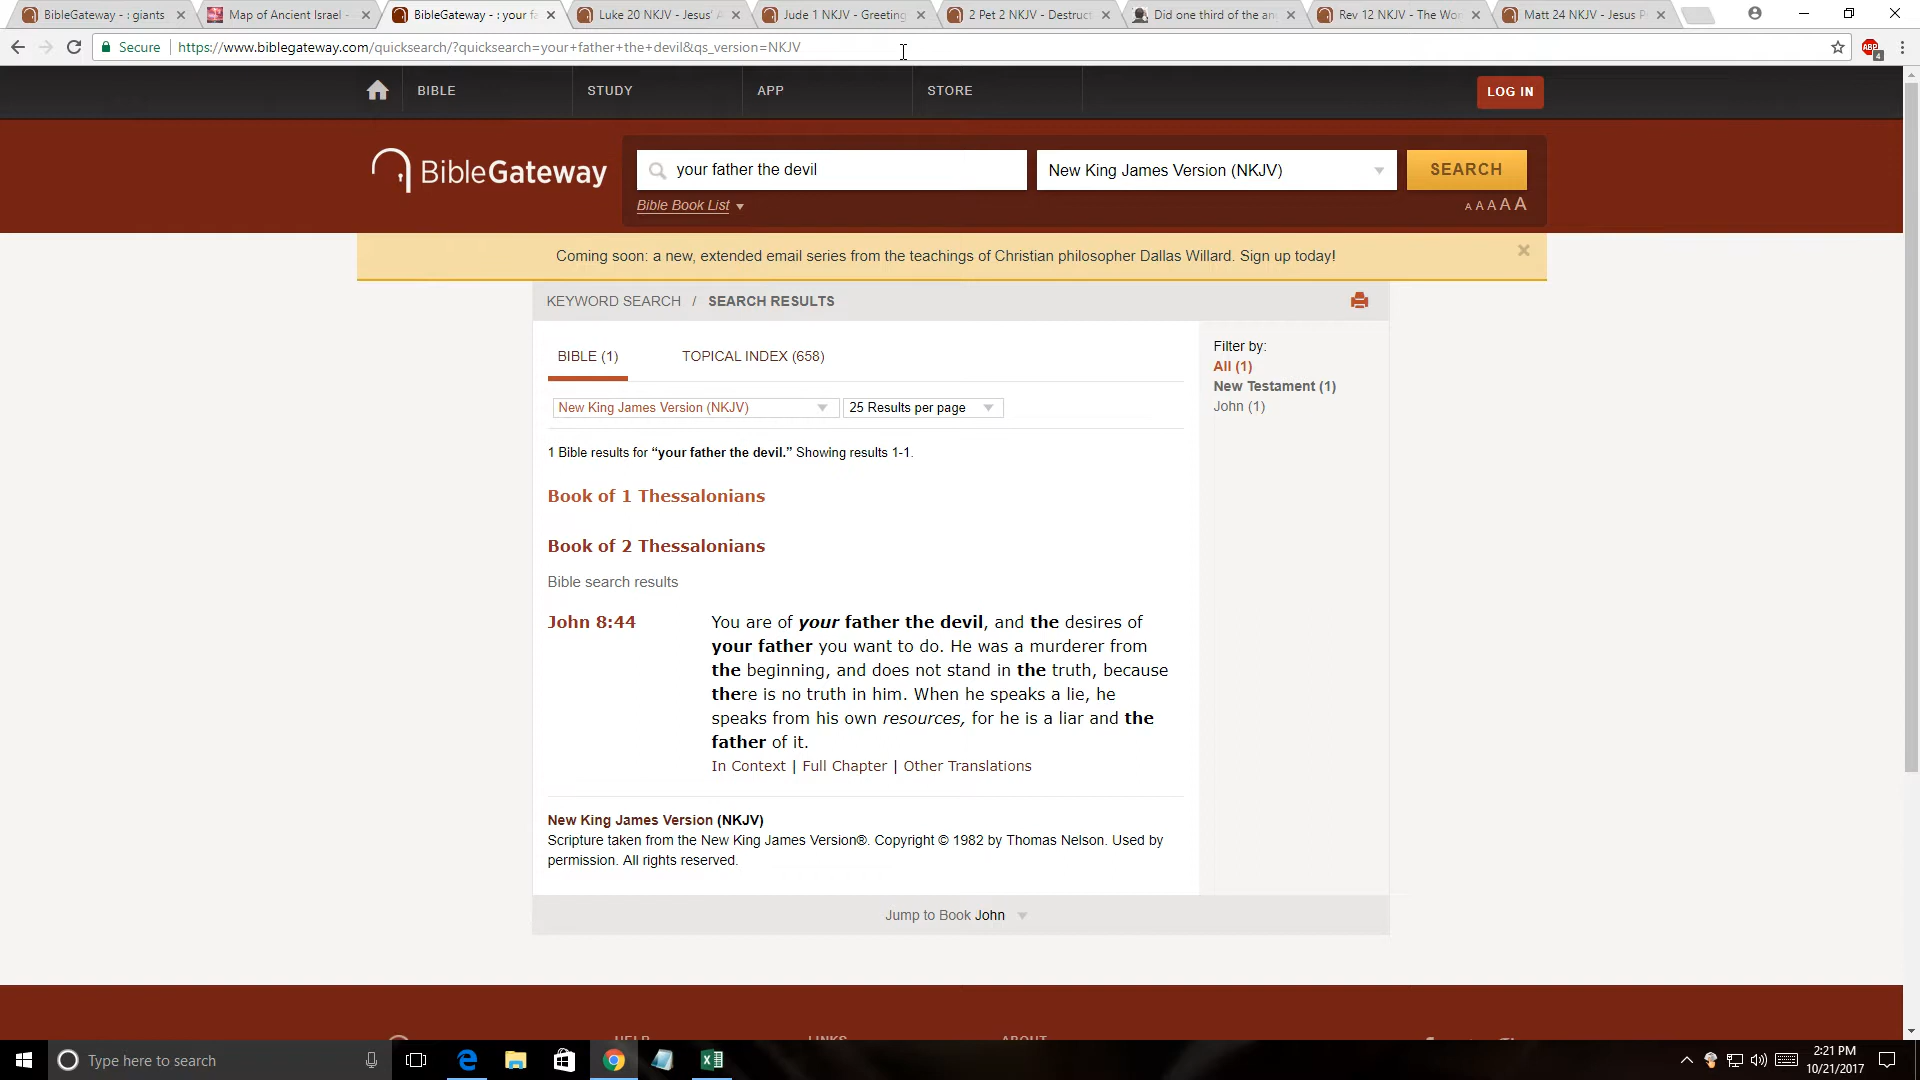 BibleGateway - : giants
Map of Ancient Israel -
BibleGateway - : your fa
Luke 20 NKJV - Jesus' A
Jude 1 NKJV - Greeting
2 Pet 2 NKJV - Destruct
Did one third of the an
Rev 12 NKJV - The Wom
Matt 24 NKJV - Jesus P
Secure
https://www.biblegateway.com/quicksearch/?quicksearch=your+father+the+devil&qs_version=NKJV
ABP
4
BIBLE
STUDY
APP
STORE
LOG IN
BibleGateway
your father the devil
New King James Version (NKJV)
SEARCH
Bible Book List
A A A A A
Coming soon: a new, extended email series from the teachings of Christian philosopher Dallas Willard. Sign up today!
KEYWORD SEARCH / SEARCH RESULTS
BIBLE (1)
TOPICAL INDEX (658)
New King James Version (NKJV)
25 Results per page
1 Bible results for “your father the devil.” Showing results 1-1.
Book of 1 Thessalonians
Book of 2 Thessalonians
Bible search results
John 8:44
You are of your father the devil, and the desires of
your father you want to do. He was a murderer from
the beginning, and does not stand in the truth, because
there is no truth in him. When he speaks a lie, he
speaks from his own resources, for he is a liar and the
father of it.
In Context | Full Chapter | Other Translations
New King James Version (NKJV)
Scripture taken from the New King James Version®. Copyright © 1982 by Thomas Nelson. Used by
permission. All rights reserved.
Filter by:
All (1)
New Testament (1)
John (1)
Jump to Book John
HELP
LINKS
ABOUT
Type here to search
2:21 PM
10/21/2017